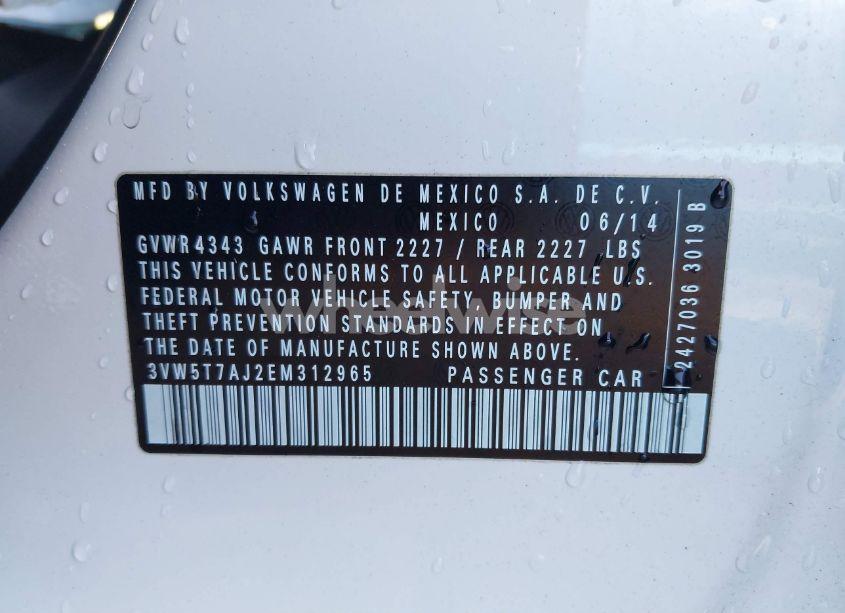 MFD BY VOLKSWAGEN DE MEXICO S.A. DE C.V.
MEXICO 06/14
GVWR 4343 GAWR FRONT 2227 / REAR 2227 LBS
THIS VEHICLE CONFORMS TO ALL APPLICABLE U.S.
FEDERAL MOTOR VEHICLE SAFETY, BUMPER AND
THEFT PREVENTION STANDARDS IN EFFECT ON
THE DATE OF MANUFACTURE SHOWN ABOVE.
3VW5T7AJ2EM312965 PASSENGER CAR
2427036 3019 B
wheelwise